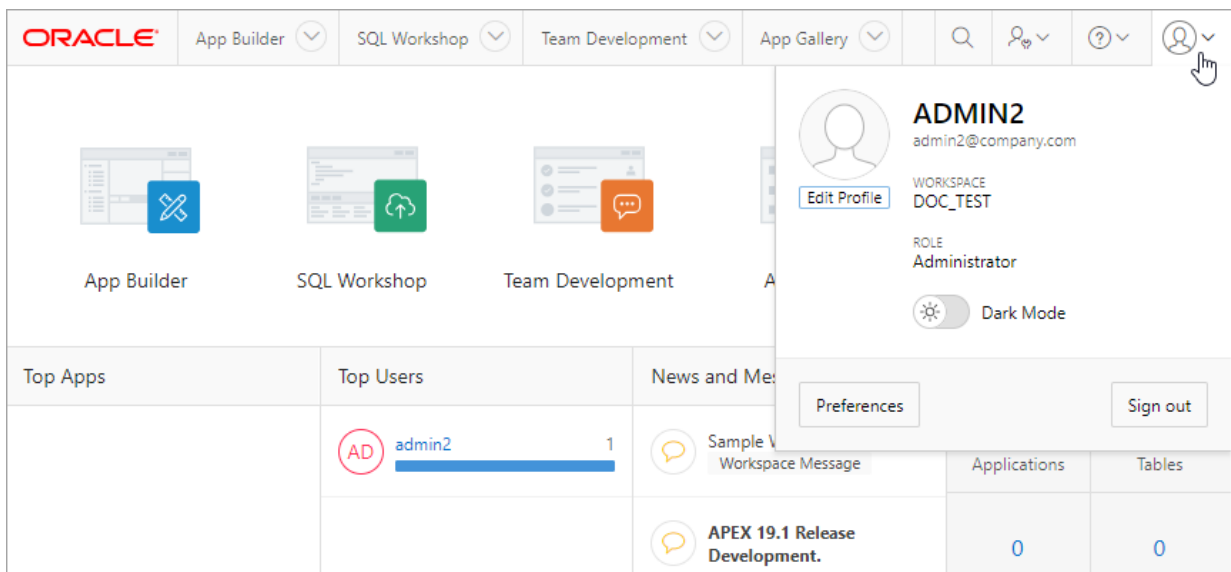 ORACLE
App Builder
SQL Workshop
Team Development
App Gallery
ADMIN2
admin2@company.com
Edit Profile
WORKSPACE
DOC_TEST
ROLE
Administrator
Dark Mode
Preferences
Sign out
App Builder
SQL Workshop
Team Development
A
Top Apps
Top Users
News and Mes
AD
admin2
1
Sample W
Workspace Message
Applications
Tables
APEX 19.1 Release
Development.
0
0